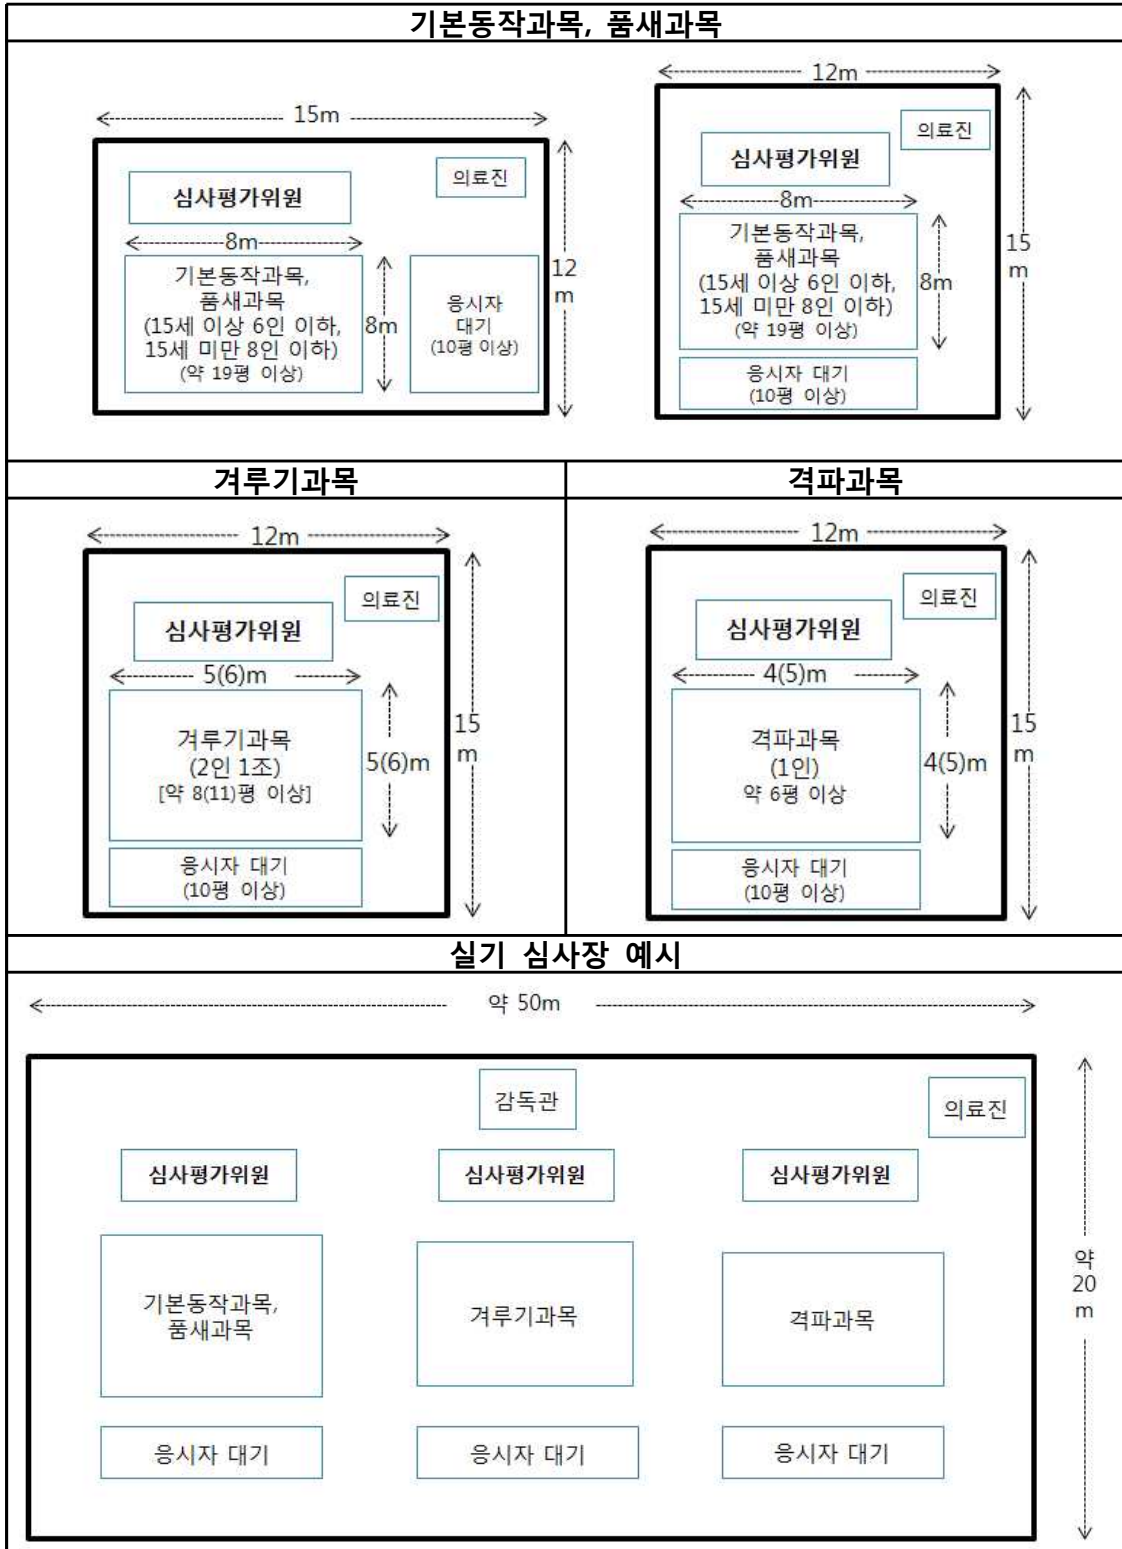 기본동작과목, 품새과목
15m
의료진
심사평가위원
8m
기본동작과목,
품새과목
(15세 이상 6인 이하,
15세 미만 8인 이하)
(약 19평 이상)
8m
응시자
대기
(10평 이상)
12
m
12m
의료진
심사평가위원
8m
기본동작과목,
품새과목
(15세 이상 6인 이하,
15세 미만 8인 이하)
(약 19평 이상)
8m
응시자 대기
(10평 이상)
15
m
겨루기과목
12m
의료진
심사평가위원
5(6)m
겨루기과목
(2인 1조)
[약 8(11)평 이상]
5(6)m
응시자 대기
(10평 이상)
15
m
격파과목
12m
의료진
심사평가위원
4(5)m
격파과목
(1인)
약 6평 이상
4(5)m
응시자 대기
(10평 이상)
15
m
실기 심사장 예시
약 50m
감독관
의료진
심사평가위원
심사평가위원
심사평가위원
기본동작과목,
품새과목
겨루기과목
격파과목
약
20
m
응시자 대기
응시자 대기
응시자 대기